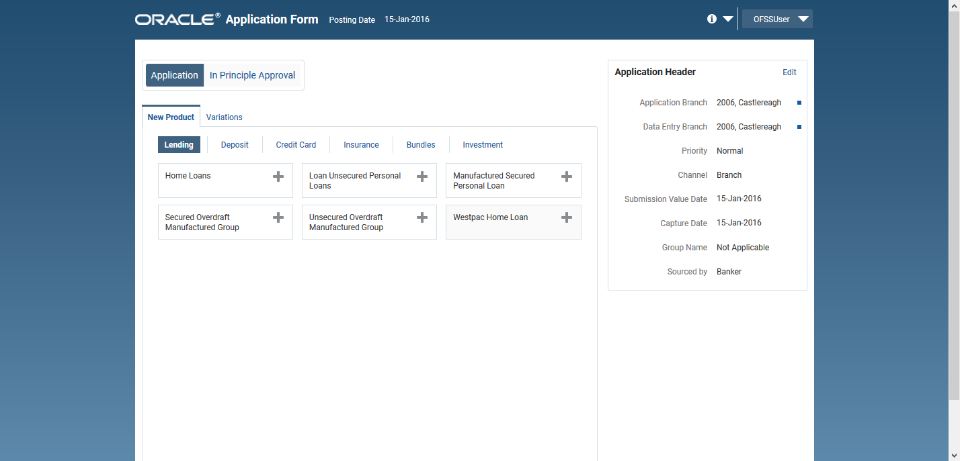 ORACLE® Application Form Posting Date 15-Jan-2016
OFSSUser
Application In Principle Approval
New Product Variations
Lending Deposit Credit Card Insurance Bundles Investment
Home Loans
Loan Unsecured Personal
Loans
Manufactured Secured
Personal Loan
Secured Overdraft
Manufactured Group
Unsecured Overdraft
Manufactured Group
Westpac Home Loan
Application Header Edit
Application Branch 2006, Castlereagh
Data Entry Branch 2006, Castlereagh
Priority Normal
Channel Branch
Submission Value Date 15-Jan-2016
Capture Date 15-Jan-2016
Group Name Not Applicable
Sourced by Banker